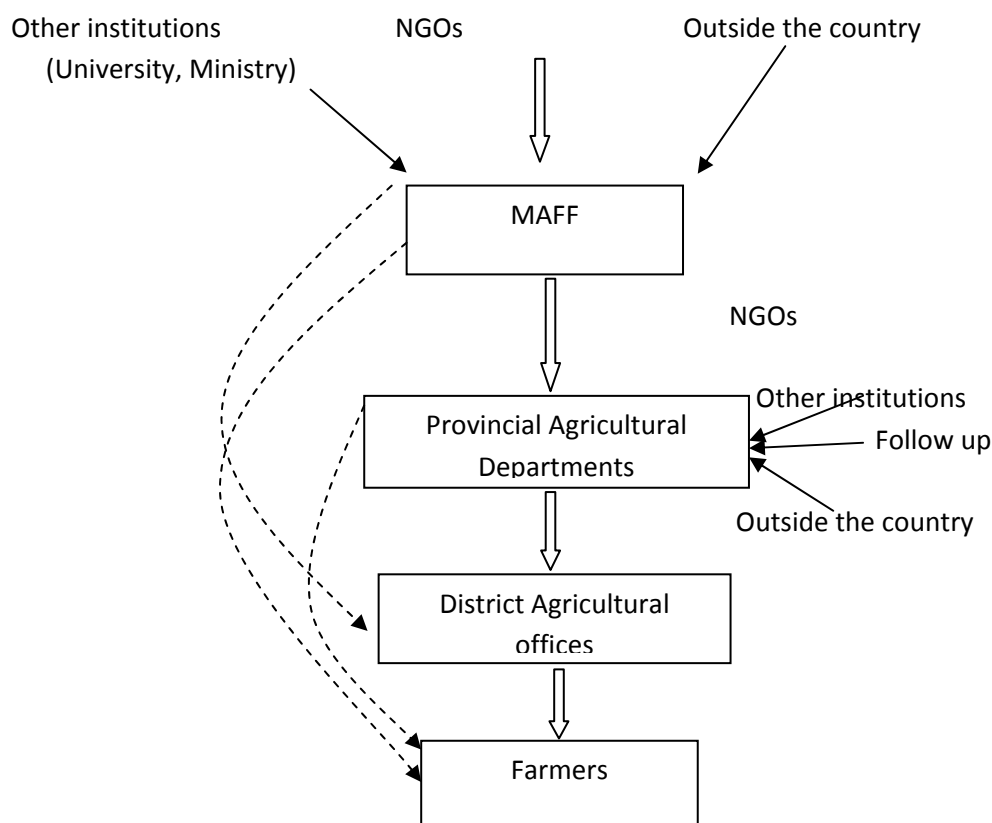 Other institutions
(University, Ministry)
NGOs
Outside the country
MAFF
NGOs
Provincial Agricultural
Departments
Other institutions
Follow up
Outside the country
District Agricultural
offices
Farmers